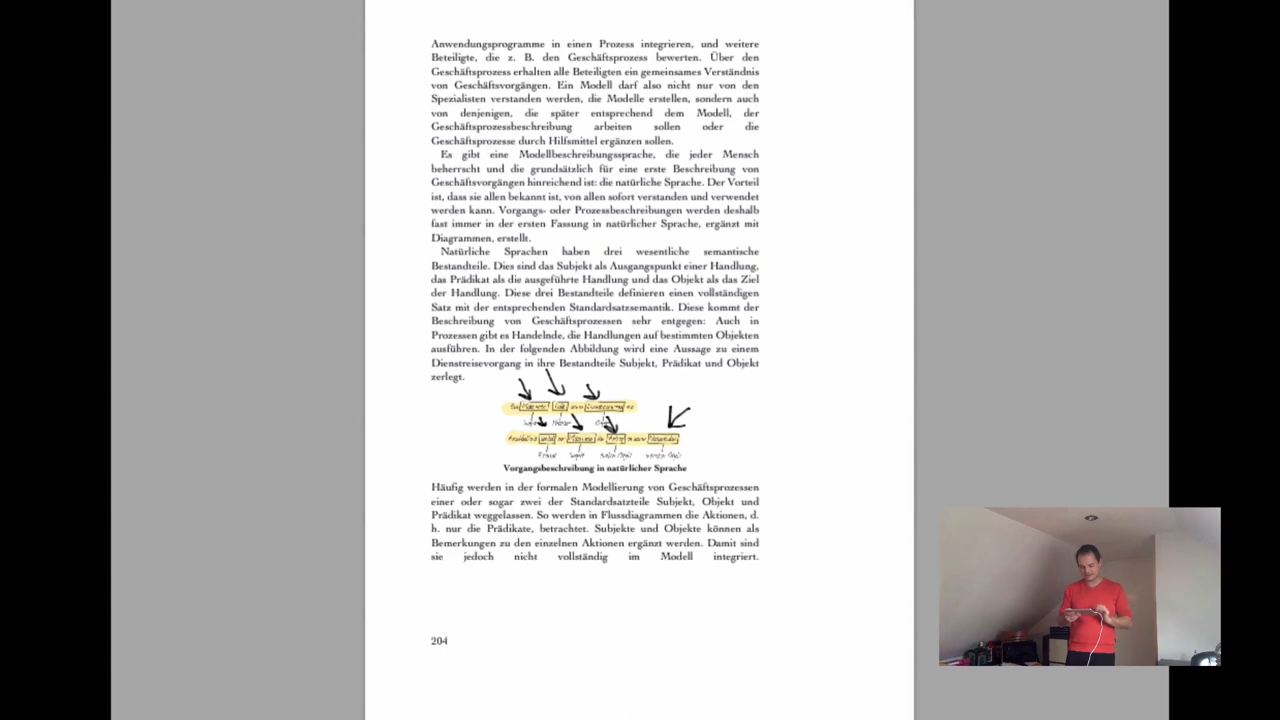 Anwendungsprogramme in einen Prozess integrieren, und weitere
Beteiligte, die z. B. den Geschäftsprozess bewerten. Über den
Geschäftsprozess erhalten alle Beteiligten ein gemeinsames Verständnis
von Geschäftsvorgängen. Ein Modell darf also nicht nur von den
Spezialisten verstanden werden, die Modelle erstellen, sondern auch
von denjenigen, die später entsprechend dem Modell, der
Geschäftsprozessbeschreibung arbeiten sollen oder die
Geschäftsprozesse durch Hilfsmittel ergänzen sollen.
Es gibt eine Modellbeschreibungssprache, die jeder Mensch
beherrscht und die grundsätzlich für eine erste Beschreibung von
Geschäftsvorgängen hinreichend ist: die natürliche Sprache. Der Vorteil
ist, dass sie allen bekannt ist, von allen sofort verstanden und verwendet
werden kann. Vorgangs- oder Prozessbeschreibungen werden deshalb
fast immer in der ersten Fassung in natürlicher Sprache, ergänzt mit
Diagrammen, erstellt.
Natürliche Sprachen haben drei wesentliche semantische
Bestandteile. Dies sind das Subjekt als Ausgangspunkt einer Handlung,
das Prädikat als die ausgeführte Handlung und das Objekt als das Ziel
der Handlung. Diese drei Bestandteile definieren einen vollständigen
Satz mit der entsprechenden Standardsatzsemantik. Diese kommt der
Beschreibung von Geschäftsprozessen sehr entgegen: Auch in
Prozessen gibt es Handelnde, die Handlungen auf bestimmten Objekten
ausführen. In der folgenden Abbildung wird eine Aussage zu einem
Dienstreisevorgang in ihre Bestandteile Subjekt, Prädikat und Objekt
zerlegt.
Vorgangsbeschreibung in natürlicher Sprache
Häufig werden in der formalen Modellierung von Geschäftsprozessen
einer oder sogar zwei der Standardsatzteile Subjekt, Objekt und
Prädikat weggelassen. So werden in Flussdiagrammen die Aktionen, d.
h. nur die Prädikate, betrachtet. Subjekte und Objekte können als
Bemerkungen zu den einzelnen Aktionen ergänzt werden. Damit sind
sie jedoch nicht vollständig im Modell integriert.
204